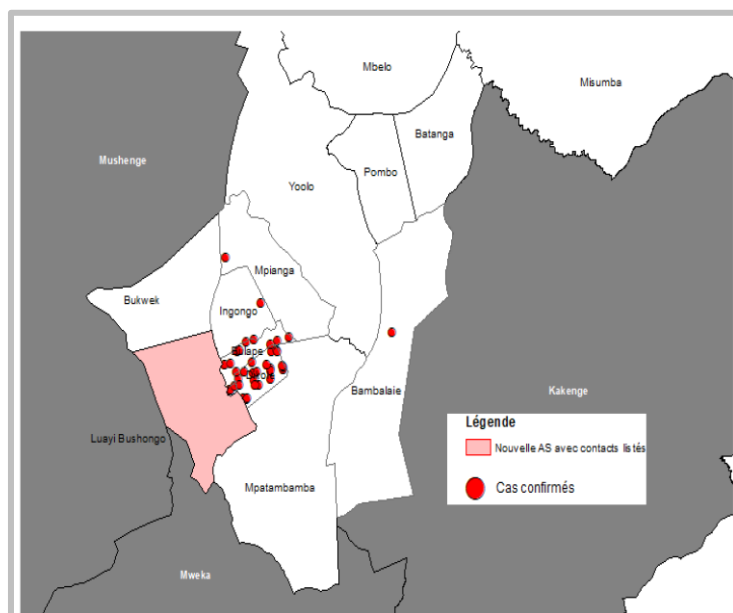 Mbelo
Misumba
Batanga
Mushenge
Pombo
Yoolo
Mpianga
Bukwek
Ingongo
Bulape
Bambalaie
Kakenge
Légende
Nouvelle AS avec contacts listés
Luayi Bushongo
Mpatambamba
Cas confirmés
Mweka